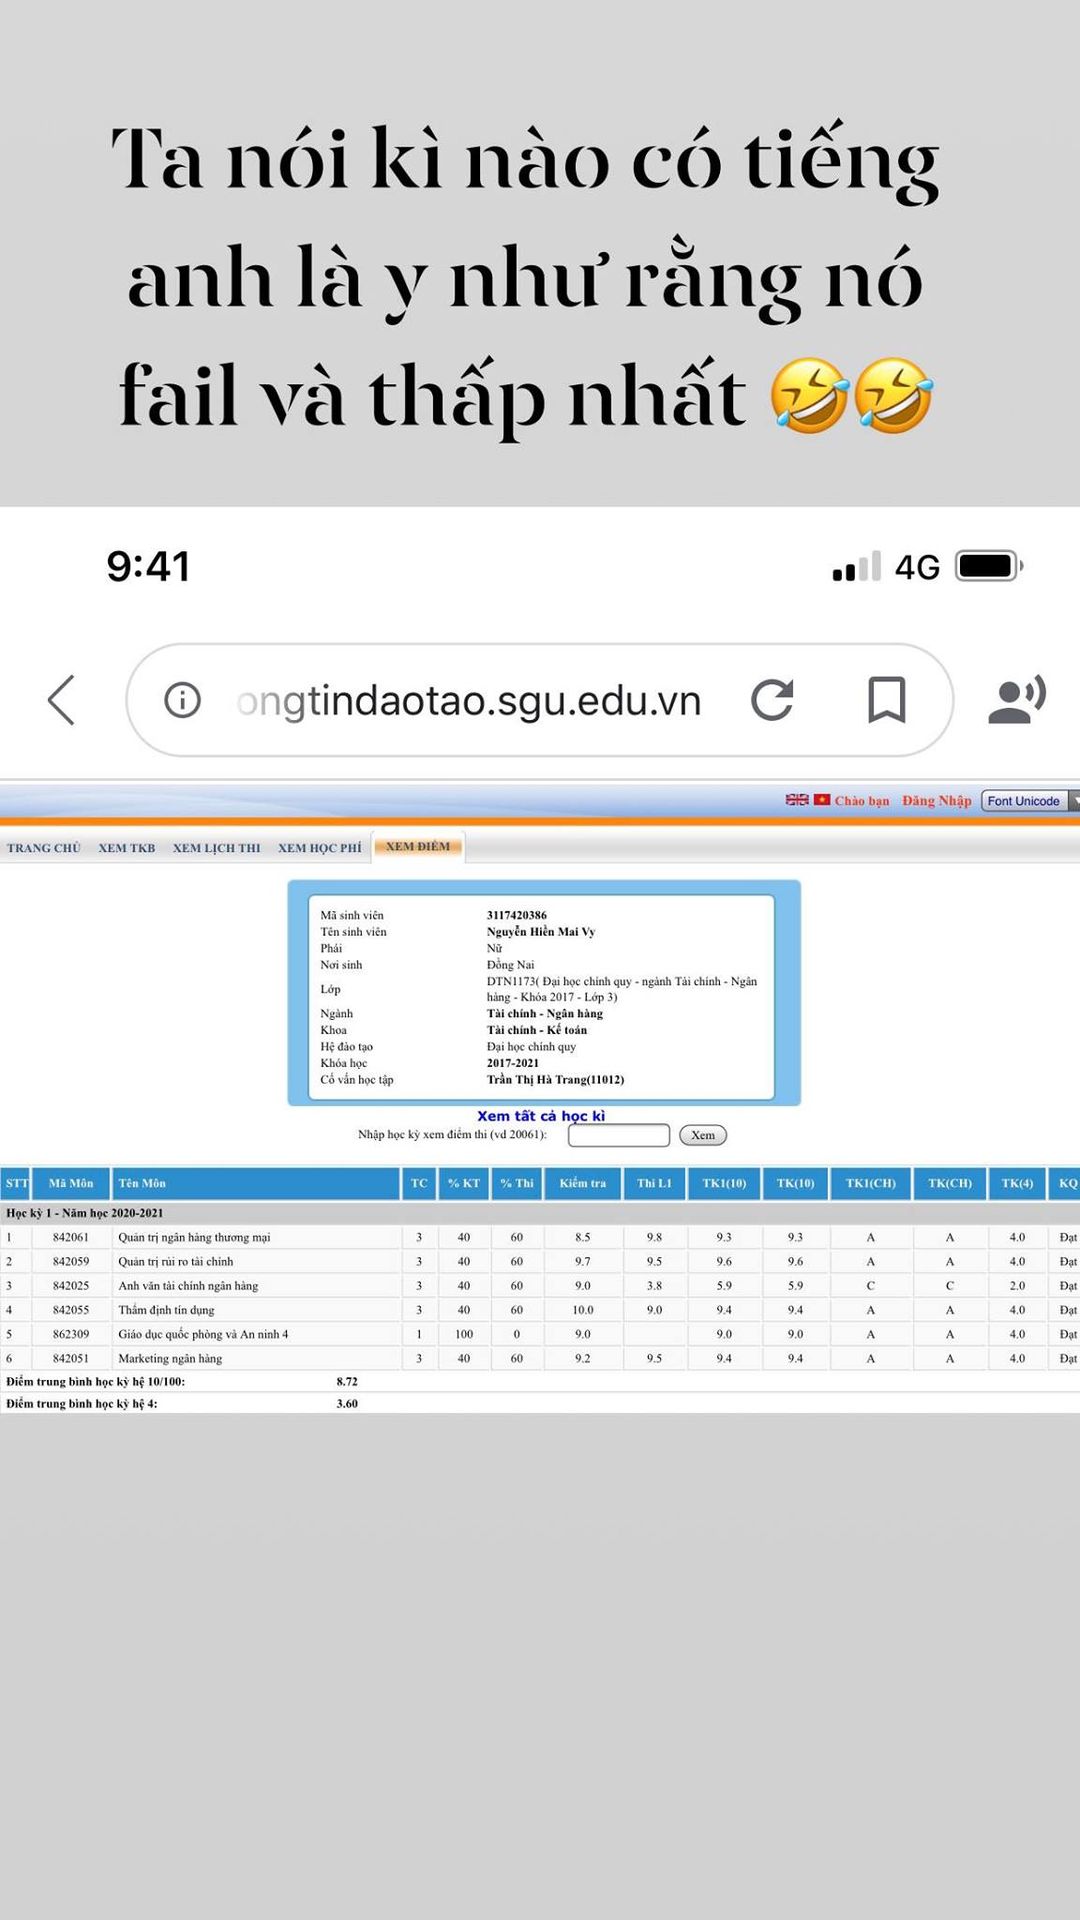 Ta nói kì nào có tiếng
anh là y như rằng nó
fail và thấp nhất 🤣🤣
9:41
4G
ongtindaotao.sgu.edu.vn
Chào bạn Đăng Nhập Font Unicode
TRANG CHỦ XEM TKB XEM LỊCH THI XEM HỌC PHÍ XEM ĐIỂM
Mã sinh viên 3117420386
Tên sinh viên Nguyễn Hiền Mai Vy
Phái Nữ
Nơi sinh Đồng Nai
Lớp DTN1173( Đại học chính quy - ngành Tài chính - Ngân
hàng - Khóa 2017 - Lớp 3)
Ngành Tài chính - Ngân hàng
Khoa Tài chính - Kế toán
Hệ đào tạo Đại học chính quy
Khóa học 2017-2021
Cố vấn học tập Trần Thị Hà Trang(11012)
Xem tất cả học kì
Nhập học kỳ xem điểm thi (vd 20061): Xem
STT Mã Môn Tên Môn TC % KT % Thi Kiểm tra Thi L1 TK1(10) TK(10) TK1(CH) TK(CH) TK(4) KQ
Học kỳ 1 - Năm học 2020-2021
1 842061 Quản trị ngân hàng thương mại 3 40 60 8.5 9.8 9.3 9.3 A A 4.0 Đạt
2 842059 Quản trị rủi ro tài chính 3 40 60 9.7 9.5 9.6 9.6 A A 4.0 Đạt
3 842025 Anh văn tài chính ngân hàng 3 40 60 9.0 3.8 5.9 5.9 C C 2.0 Đạt
4 842055 Thẩm định tín dụng 3 40 60 10.0 9.0 9.4 9.4 A A 4.0 Đạt
5 862309 Giáo dục quốc phòng và An ninh 4 1 100 0 9.0 9.0 9.0 A A 4.0 Đạt
6 842051 Marketing ngân hàng 3 40 60 9.2 9.5 9.4 9.4 A A 4.0 Đạt
Điểm trung bình học kỳ hệ 10/100: 8.72
Điểm trung bình học kỳ hệ 4: 3.60